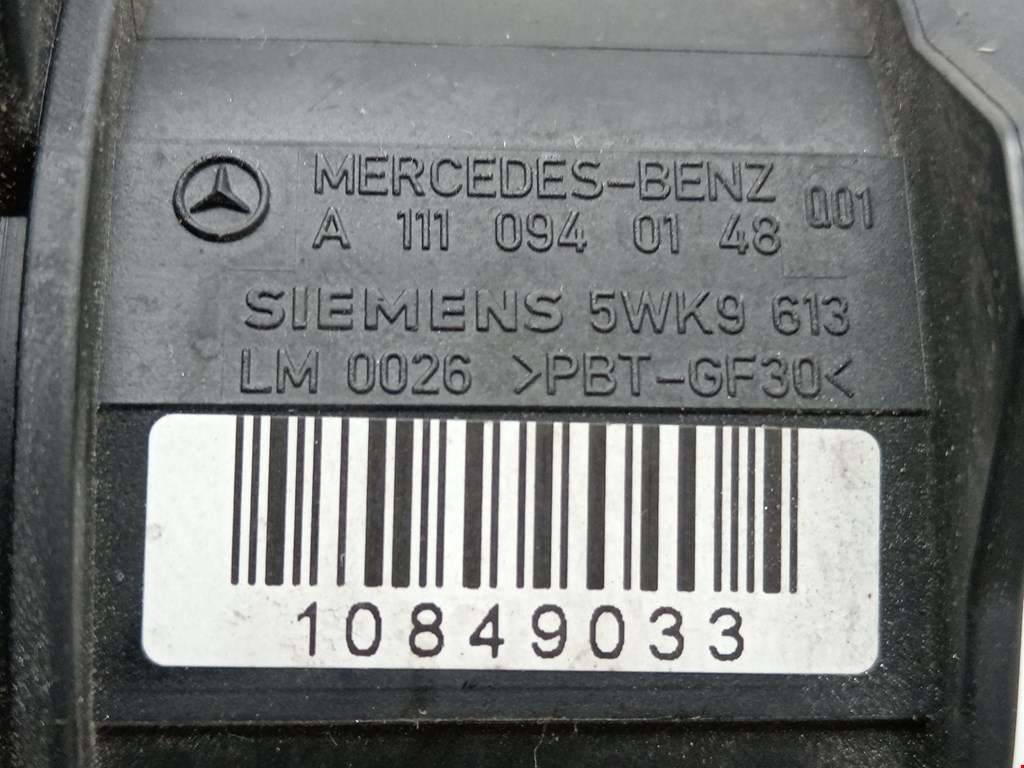 MERCEDES-BENZ Q01
A 111 094 01 48
SIEMENS 5WK9 613
LM 0026 >PBT-GF30<
10849033